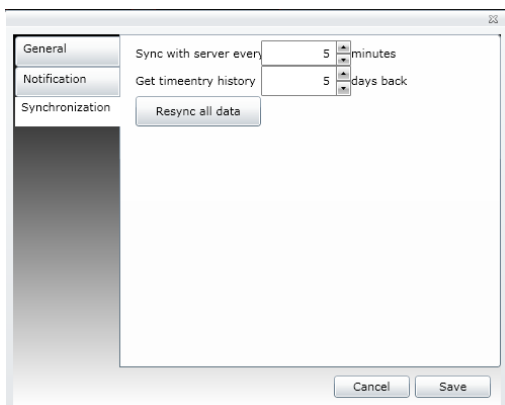 General
Notification
Synchronization
Sync with server every 5 minutes
Get timeentry history 5 days back
Resync all data
Cancel Save